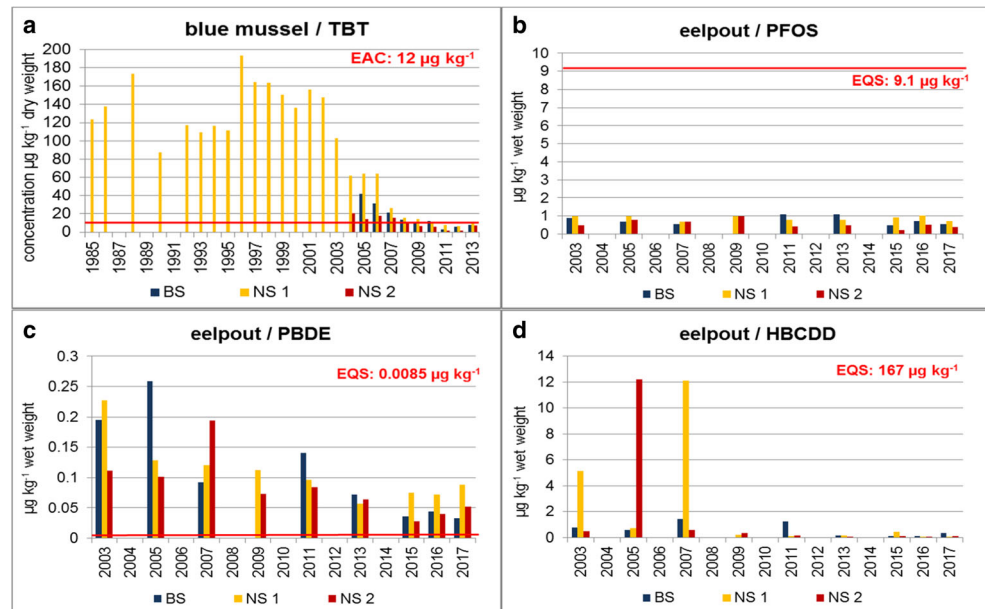 a
blue mussel / TBT
EAC: 12 µg kg⁻¹
concentration µg kg⁻¹ dry weight
200
180
160
140
120
100
80
60
40
20
0
1985 1987 1989 1991 1993 1995 1997 1999 2001 2003 2005 2007 2009 2011 2013
BS NS 1 NS 2
b
eelpout / PFOS
EQS: 9.1 µg kg⁻¹
µg kg⁻¹ wet weight
10
9
8
7
6
5
4
3
2
1
0
2003 2004 2005 2006 2007 2008 2009 2010 2011 2012 2013 2014 2015 2016 2017
BS NS 1 NS 2
c
eelpout / PBDE
EQS: 0.0085 µg kg⁻¹
µg kg⁻¹ wet weight
0.3
0.25
0.2
0.15
0.1
0.05
0
2003 2004 2005 2006 2007 2008 2009 2010 2011 2012 2013 2014 2015 2016 2017
BS NS 1 NS 2
d
eelpout / HBCDD
EQS: 167 µg kg⁻¹
µg kg⁻¹ wet weight
14
12
10
8
6
4
2
0
2003 2004 2005 2006 2007 2008 2009 2010 2011 2012 2013 2014 2015 2016 2017
BS NS 1 NS 2